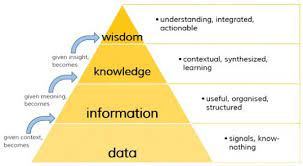 wisdom
• understanding, integrated,
actionable
given insight,
becomes
knowledge
• contextual, synthesized,
learning
given meaning,
becomes
information
• useful, organised,
structured
given context,
becomes
data
• signals, know-
nothing